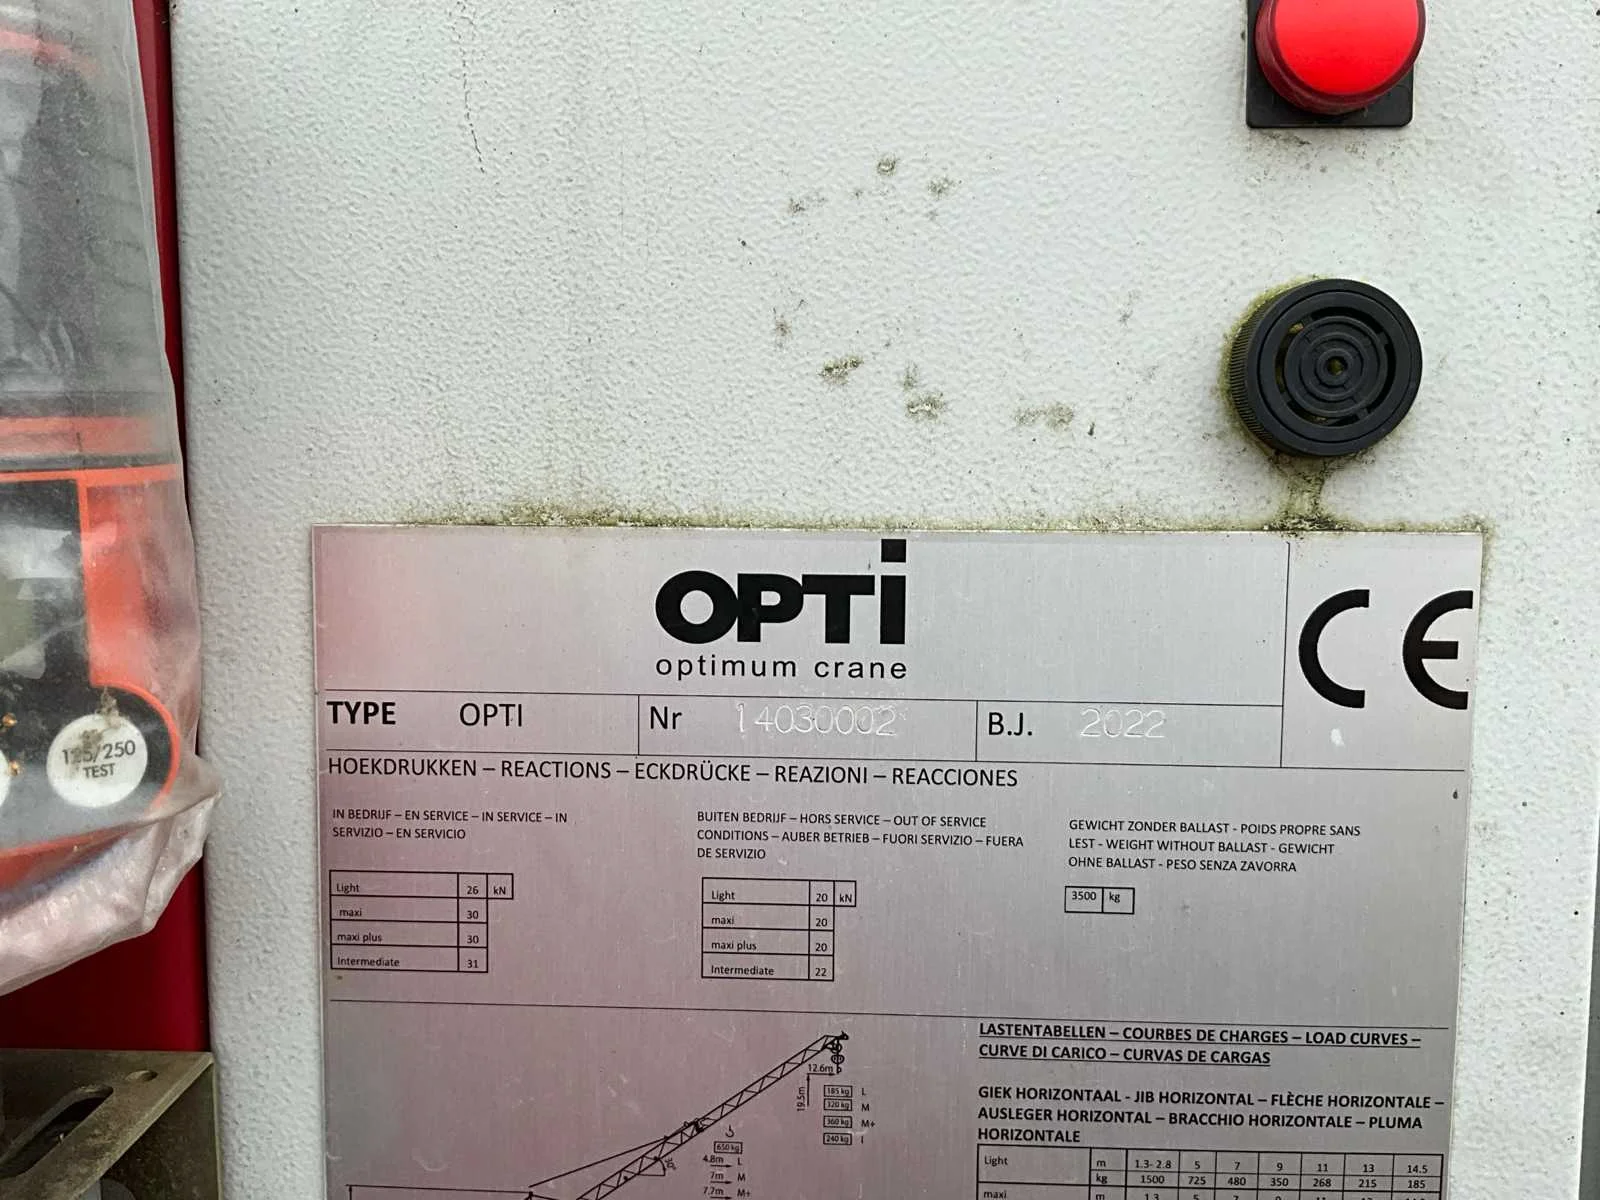 OPTi
optimum crane
CE
TYPE OPTI Nr 14030002 B.J. 2022
HOEKDRUKKEN – REACTIONS – ECKDRÜCKE – REAZIONI – REACCIONES
IN BEDRIJF – EN SERVICE – IN SERVICE – IN
SERVIZIO – EN SERVICIO
Light 26 kN
maxi 30
maxi plus 30
Intermediate 31
BUITEN BEDRIJF – HORS SERVICE – OUT OF SERVICE
CONDITIONS – AUBER BETRIEB – FUORI SERVIZIO – FUERA
DE SERVIZIO
Light 20 kN
maxi 20
maxi plus 20
Intermediate 22
GEWICHT ZONDER BALLAST - POIDS PROPRE SANS
LEST - WEIGHT WITHOUT BALLAST - GEWICHT
OHNE BALLAST - PESO SENZA ZAVORRA
3500 kg
125/250
TEST
12.6m
19.5m
185 kg L
320 kg M
360 kg M+
240 kg I
650 kg
30°
4.8m L
7m M
7.7m M+
LASTENTABELLEN – COURBES DE CHARGES – LOAD CURVES –
CURVE DI CARICO – CURVAS DE CARGAS
GIEK HORIZONTAAL - JIB HORIZONTAL – FLÈCHE HORIZONTALE –
AUSLEGER HORIZONTAL – BRACCHIO HORIZONTALE – PLUMA
HORIZONTALE
Light m 1.3- 2.8 5 7 9 11 13 14.5
kg 1500 725 480 350 268 215 185
maxi m 1.3 5 7 9